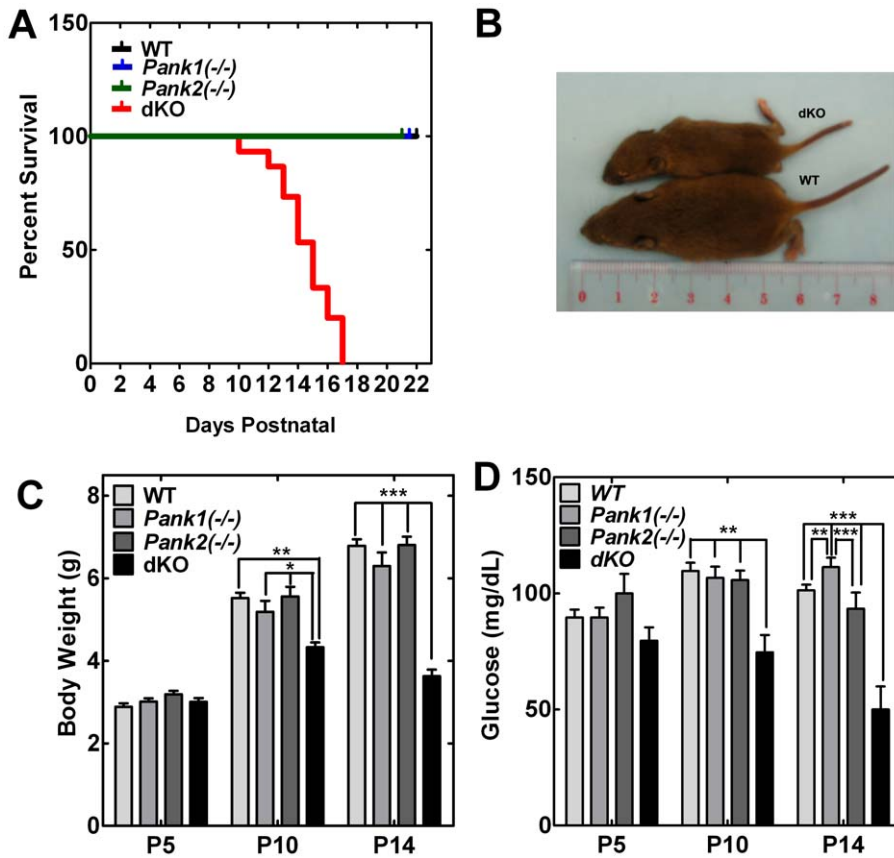 A
150
100
50
0
Percent Survival
WT
Pank1(-/-)
Pank2(-/-)
dKO
0 2 4 6 8 10 12 14 16 18 20 22
Days Postnatal
B
dKO
WT
0 1 2 3 4 5 6 7 8
C
8
6
4
2
0
Body Weight (g)
WT
Pank1(-/-)
Pank2(-/-)
dKO
**
*
***
P5 P10 P14
D
150
100
50
0
Glucose (mg/dL)
WT
Pank1(-/-)
Pank2(-/-)
dKO
**
***
** ***
P5 P10 P14